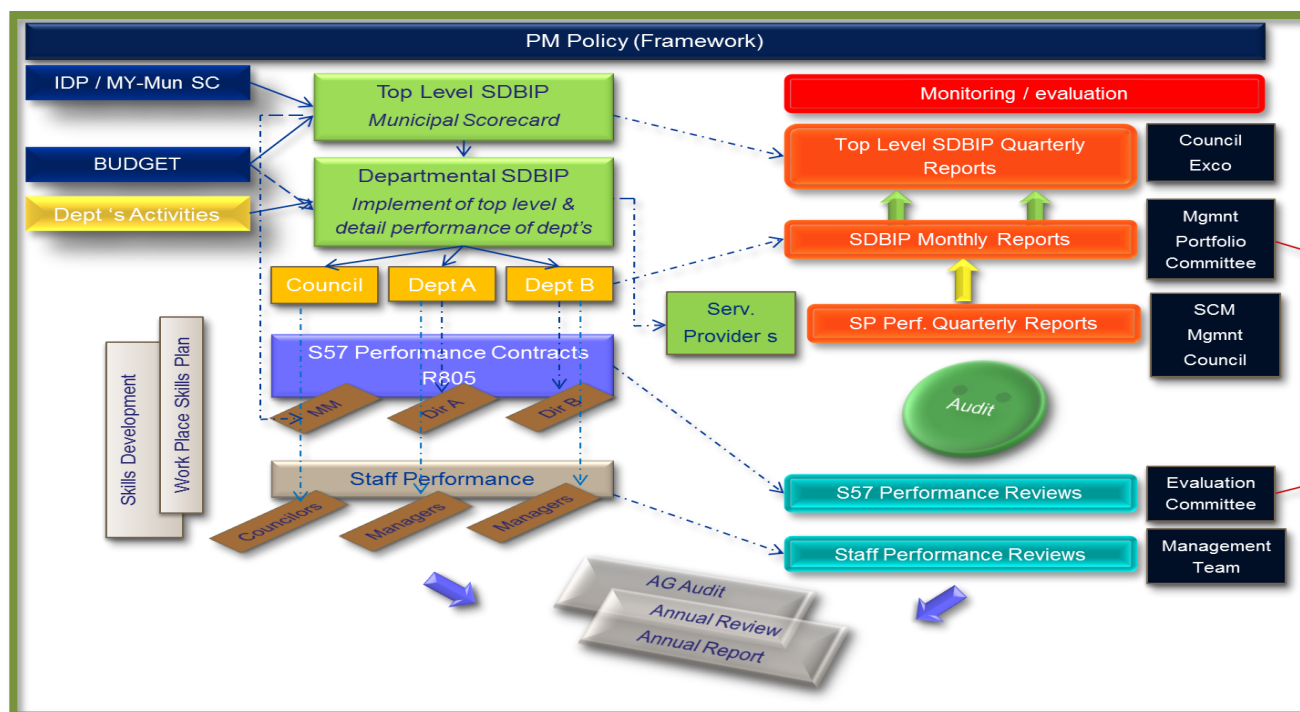 PM Policy (Framework)
IDP / MY-Mun SC
BUDGET
Dept 's Activities
Top Level SDBIP
Municipal Scorecard
Departmental SDBIP
Implement of top level &
detail performance of dept's
Council
Dept A
Dept B
Serv.
Provider s
S57 Performance Contracts
R805
MM
Dir A
Dir B
Staff Performance
Councilors
Managers
Managers
Skills Development
Work Place Skills Plan
Monitoring / evaluation
Top Level SDBIP Quarterly
Reports
Council
Exco
SDBIP Monthly Reports
Mgmnt
Portfolio
Committee
SP Perf. Quarterly Reports
SCM
Mgmnt
Council
Audit
S57 Performance Reviews
Evaluation
Committee
Staff Performance Reviews
Management
Team
AG Audit
Annual Review
Annual Report